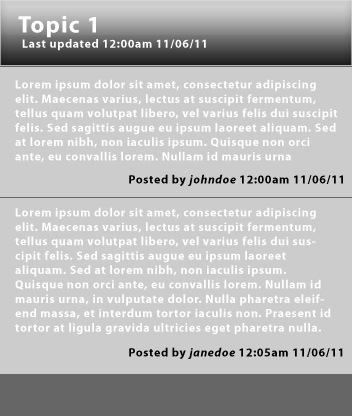 Topic 1
Last updated 12:00am 11/06/11
Lorem ipsum dolor sit amet, consectetur adipiscing
elit. Maecenas varius, lectus at suscipit fermentum,
tellus quam volutpat libero, vel varius felis suscipit
felis. Sed sagittis augue eu ipsum laoreet aliquam. Sed
at lorem nibh, non iaculis ipsum. Quisque non orci
ante, eu convallis lorem. Nullam id mauris urna
Posted by johndoe 12:00am 11/06/11
Lorem ipsum dolor sit amet, consectetur adipiscing
elit. Maecenas varius, lectus at suscipit fermentum,
tellus quam volutpat libero, vel varius felis dui sus-
cipit felis. Sed sagittis augue eu ipsum laoreet
aliquam. Sed at lorem nibh, non iaculis ipsum.
Quisque non orci ante, eu convallis lorem. Nullam id
mauris urna, in vulputate dolor. Nulla pharetra eleif-
end massa, et interdum tortor iaculis non. Praesent id
tortor at ligula gravida ultricies eget pharetra nulla.
Posted by janedoe 12:05am 11/06/11